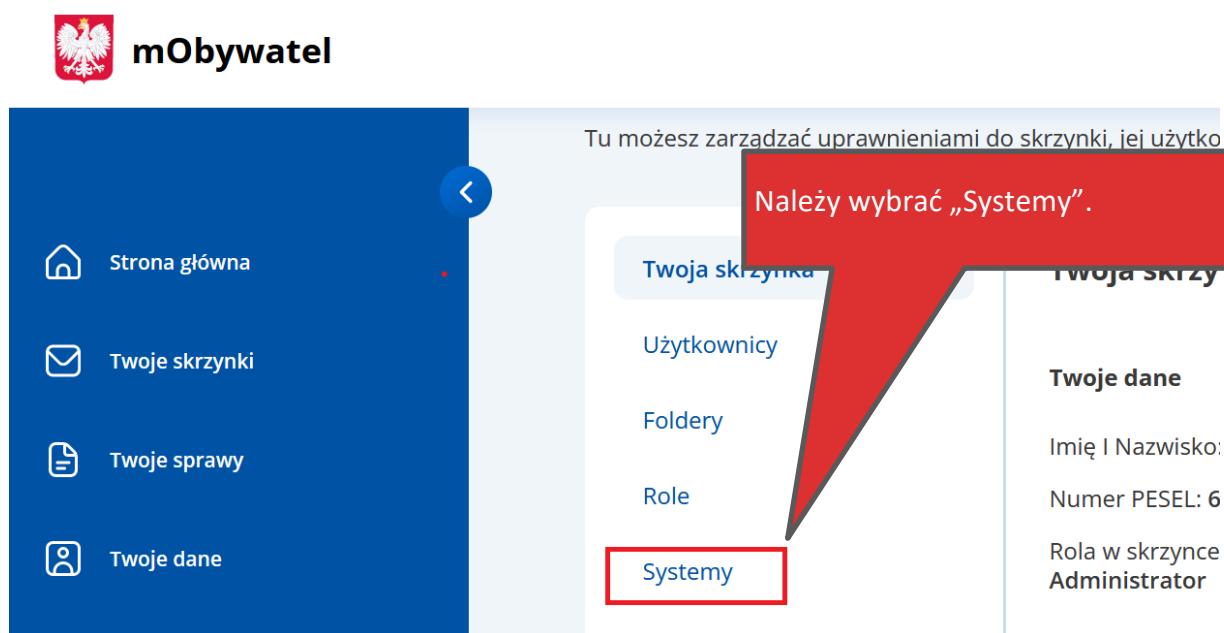 mObywatel
Tu możesz zarządzać uprawnieniami do skrzynki, jej użytko
Należy wybrać „Systemy”.
Strona główna
Twoje skrzynki
Twoje sprawy
Twoje dane
Twoja skrzynka
Użytkownicy
Foldery
Role
Systemy
Twoja skrzy
Twoje dane
Imię I Nazwisko:
Numer PESEL: 6
Rola w skrzynce
Administrator